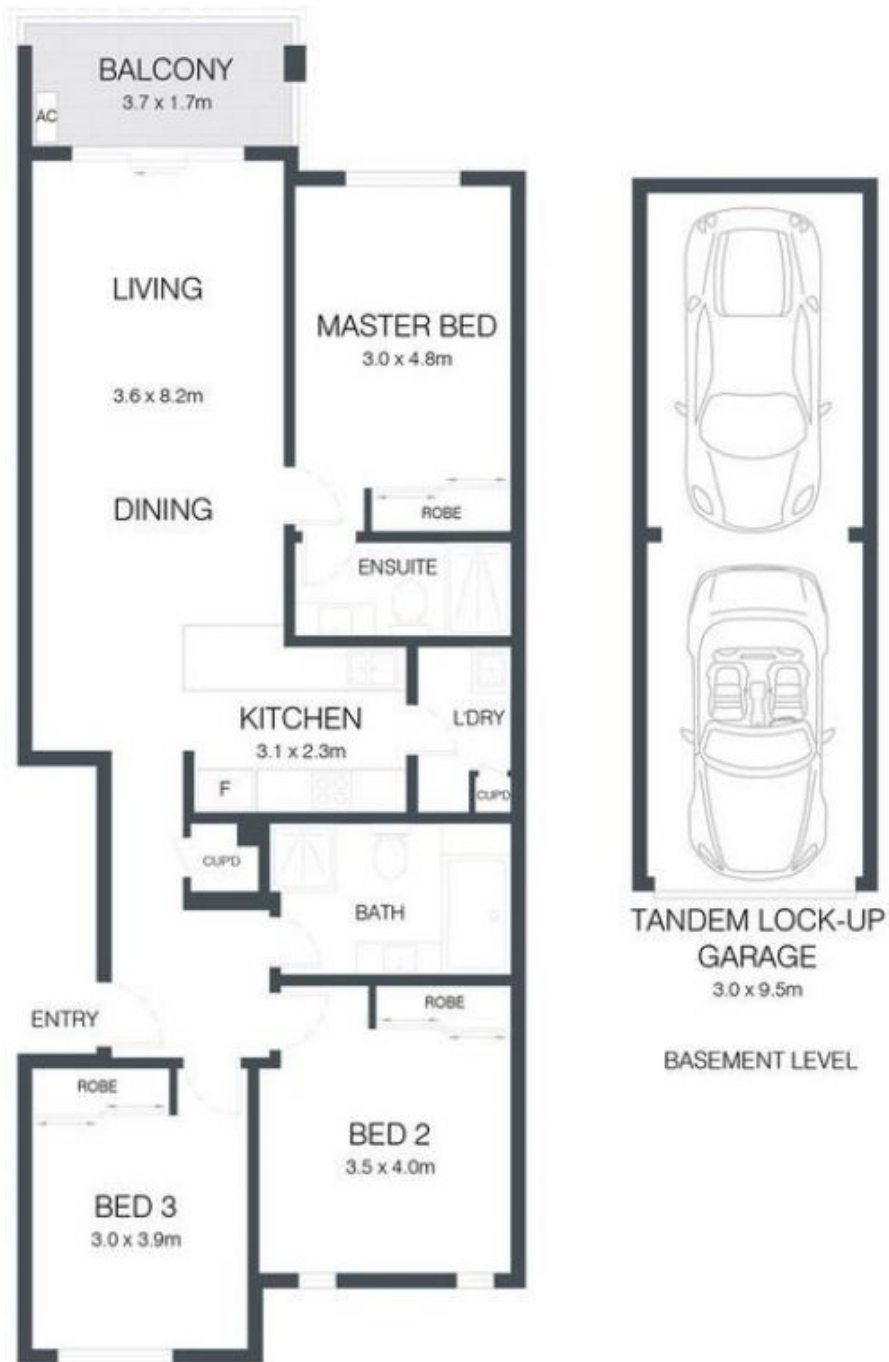 BALCONY
3.7 x 1.7m
AC
LIVING
3.6 x 8.2m
DINING
MASTER BED
3.0 x 4.8m
ROBE
ENSUITE
KITCHEN
3.1 x 2.3m
F
L'DRY
CUP'D
CUP'D
BATH
ENTRY
ROBE
BED 2
3.5 x 4.0m
ROBE
BED 3
3.0 x 3.9m
TANDEM LOCK-UP
GARAGE
3.0 x 9.5m
BASEMENT LEVEL